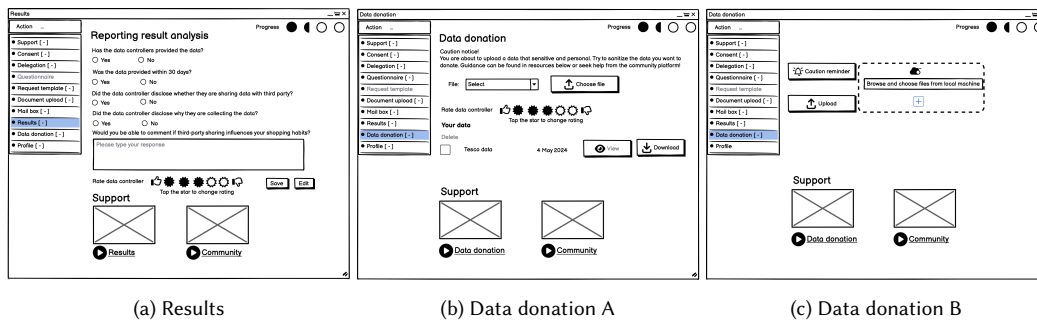 Results
Action
Progress
Support [ - ]
Consent [ - ]
Delegation [ - ]
Questionnaire
Request template [ - ]
Document upload [ - ]
Mail box [ - ]
Results [ - ]
Data donation [ - ]
Profile [ - ]
Reporting result analysis
Has the data controllers provided the data?
Yes No
Was the data provided within 30 days?
Yes No
Did the data controller disclose whether they are sharing data with third party?
Yes No
Did the data controller disclose why they are collecting the data?
Yes No
Would you be able to comment if third-party sharing influences your shopping habits?
Please type your response
Rate data controller
Tap the star to change rating
Save Edit
Support
Results Community
(a) Results
Data donation
Action
Progress
Support [ - ]
Consent [ - ]
Delegation [ - ]
Questionnaire [ - ]
Request template
Document upload [ - ]
Mail box [ - ]
Results [ - ]
Data donation [ - ]
Profile [ - ]
Data donation
Caution notice!
You are about to upload a data that sensitive and personal. Try to sanitize the data you want to
donate. Guidance can be found in resources below or seek help from the community platform!
File: Select Choose file
Rate data controller
Tap the star to change rating
Your data
Delete
Tesco data 4 May 2024 View Download
Support
Data donation Community
(b) Data donation A
Data donation
Action
Progress
Support [ - ]
Consent [ - ]
Delegation [ - ]
Questionnaire [ - ]
Request template
Document upload [ - ]
Mail box [ - ]
Results [ - ]
Data donation [ - ]
Profile
Caution reminder
Browse and choose files from local machine
Upload
Support
Data donation Community
(c) Data donation B